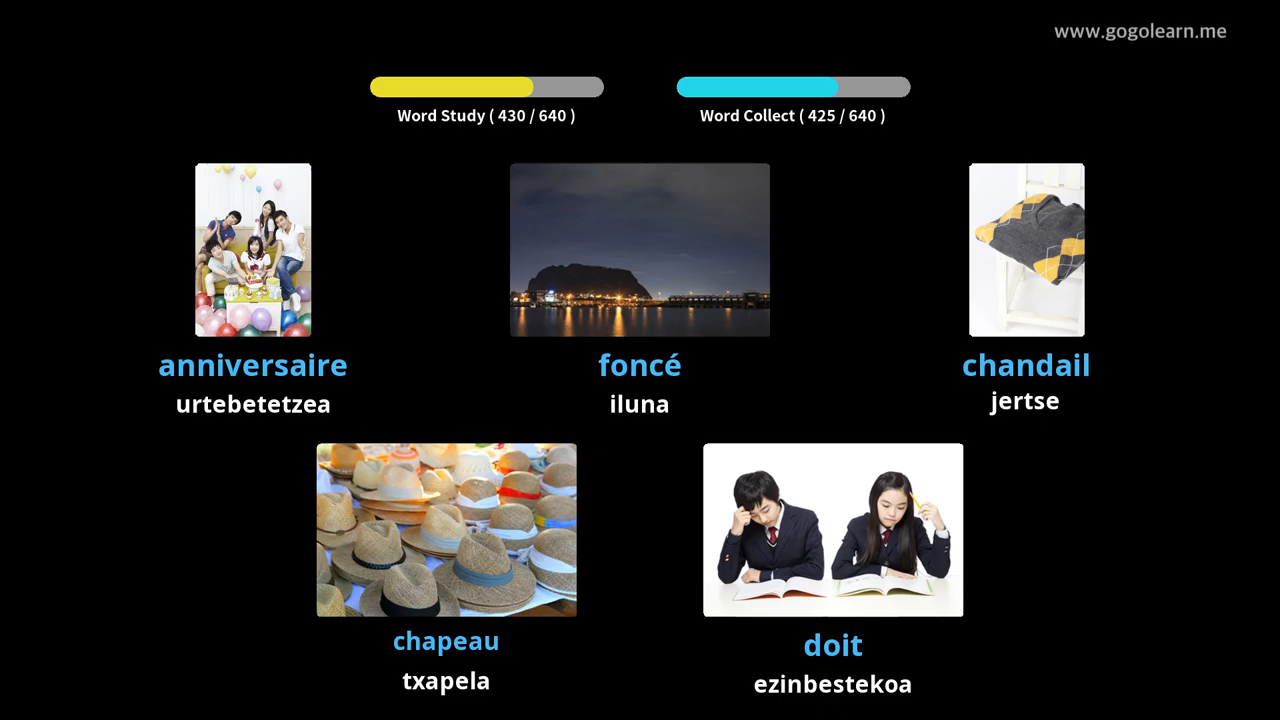 www.gogolearn.me
Word Study ( 430 / 640 )
Word Collect ( 425 / 640 )
anniversaire
urtebetetzea
foncé
iluna
chandail
jertse
chapeau
txapela
doit
ezinbestekoa